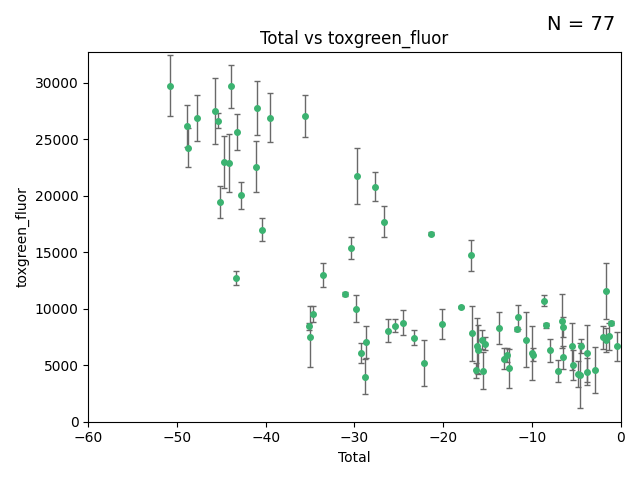 N = 77
Total vs toxgreen_fluor
30000
25000
20000
15000
10000
5000
0
toxgreen_fluor
−60 −50 −40 −30 −20 −10 0
Total